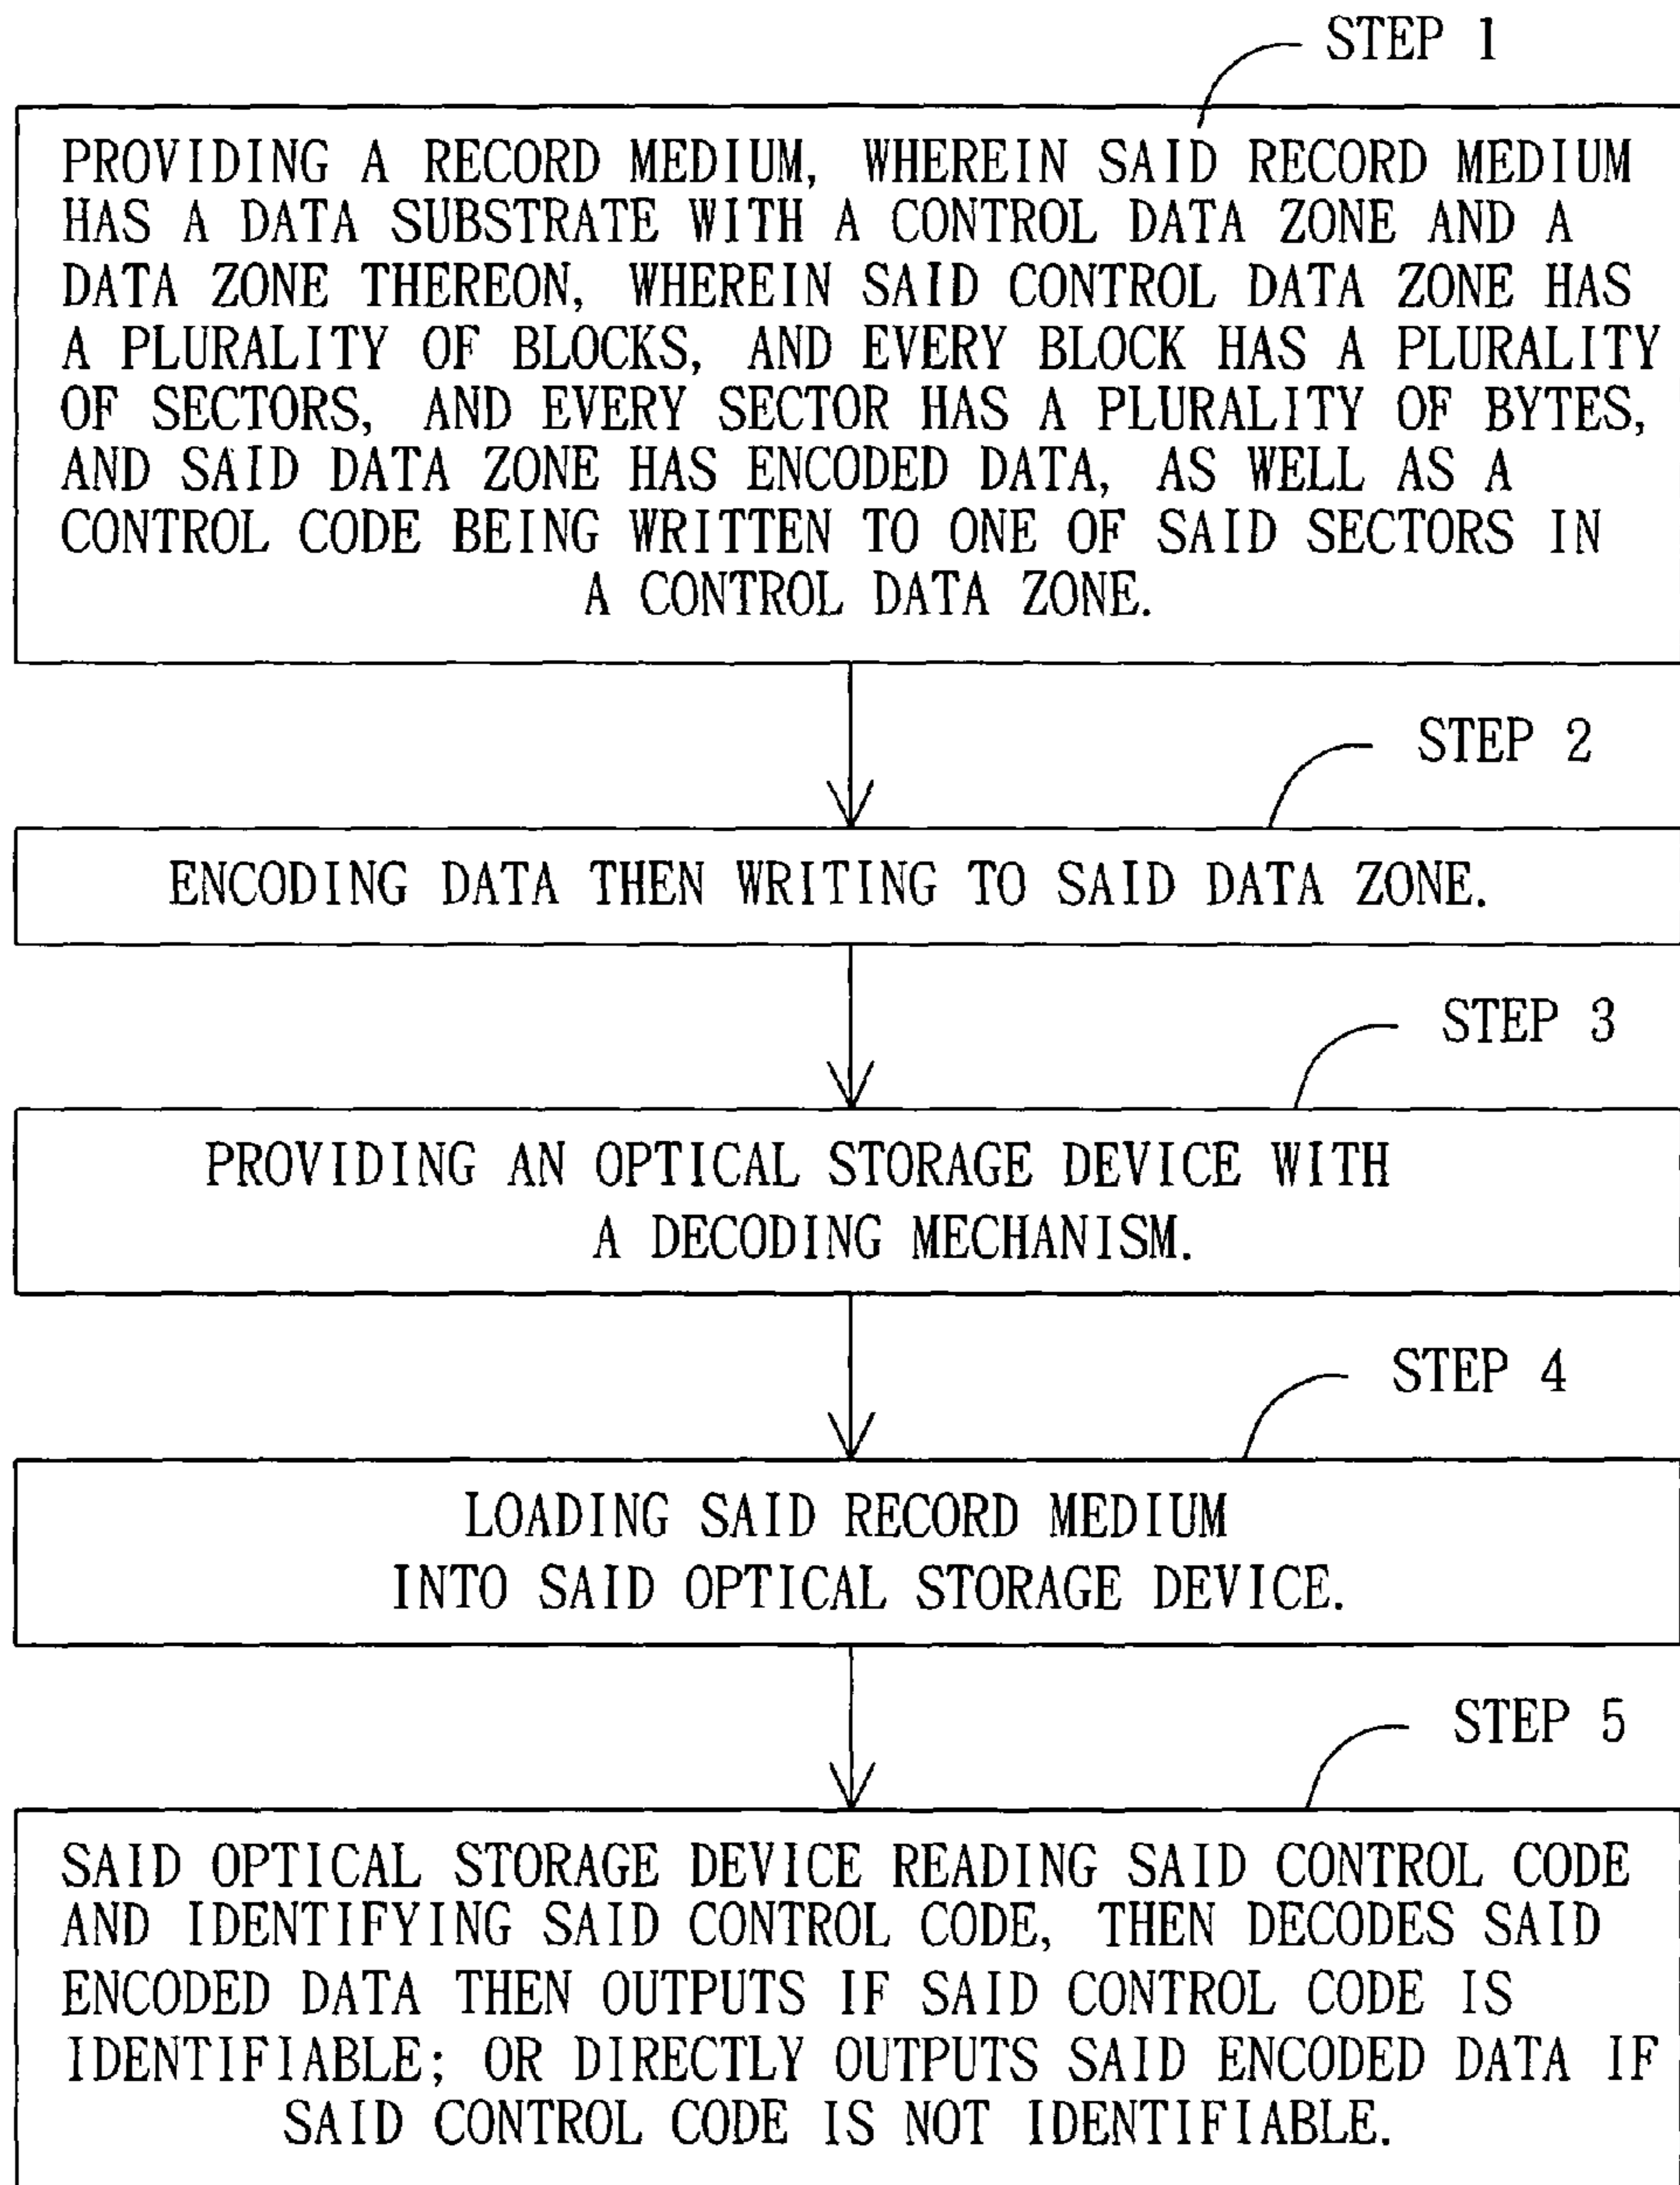 STEP 1
PROVIDING A RECORD MEDIUM, WHEREIN SAID RECORD MEDIUM
HAS A DATA SUBSTRATE WITH A CONTROL DATA ZONE AND A
DATA ZONE THEREON, WHEREIN SAID CONTROL DATA ZONE HAS
A PLURALITY OF BLOCKS, AND EVERY BLOCK HAS A PLURALITY
OF SECTORS, AND EVERY SECTOR HAS A PLURALITY OF BYTES,
AND SAID DATA ZONE HAS ENCODED DATA, AS WELL AS A
CONTROL CODE BEING WRITTEN TO ONE OF SAID SECTORS IN
A CONTROL DATA ZONE.
STEP 2
ENCODING DATA THEN WRITING TO SAID DATA ZONE.
STEP 3
PROVIDING AN OPTICAL STORAGE DEVICE WITH
A DECODING MECHANISM.
STEP 4
LOADING SAID RECORD MEDIUM
INTO SAID OPTICAL STORAGE DEVICE.
STEP 5
SAID OPTICAL STORAGE DEVICE READING SAID CONTROL CODE
AND IDENTIFYING SAID CONTROL CODE, THEN DECODES SAID
ENCODED DATA THEN OUTPUTS IF SAID CONTROL CODE IS
IDENTIFIABLE; OR DIRECTLY OUTPUTS SAID ENCODED DATA IF
SAID CONTROL CODE IS NOT IDENTIFIABLE.